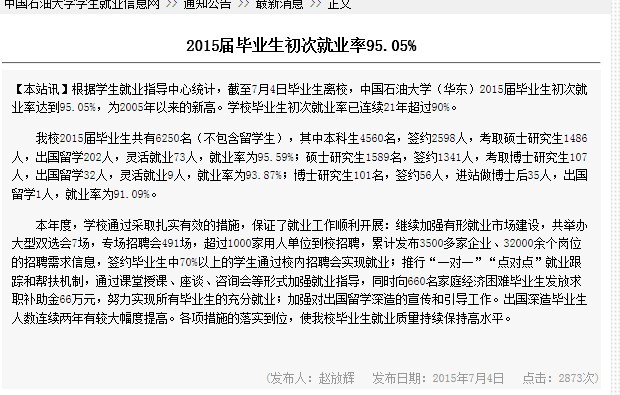 中国石油大学学生就业信息网 >> 通知公告 >> 最新消息 >> 正文
2015届毕业生初次就业率95.05%
【本站讯】根据学生就业指导中心统计，截至7月4日毕业生离校，中国石油大学（华东）2015届毕业生初次就
业率达到95.05%，为2005年以来的新高。学校毕业生初次就业率已连续21年超过90%。
我校2015届毕业生共有6250名（不包含留学生），其中本科生4560名，签约2598人，考取硕士研究生1486
人，出国留学202人，灵活就业73人，就业率为95.59%；硕士研究生1589名，签约1341人，考取博士研究生107
人，出国留学32人，灵活就业9人，就业率为93.87%；博士研究生101名，签约56人，进站做博士后35人，出国
留学1人，就业率为91.09%。
本年度，学校通过采取扎实有效的措施，保证了就业工作顺利开展：继续加强有形就业市场建设，共举办
大型双选会7场，专场招聘会491场，超过1000家用人单位到校招聘，累计发布3500多家企业、32000余个岗位
的招聘需求信息，签约毕业生中70%以上的学生通过校内招聘会实现就业；推行“一对一”“点对点”就业跟
踪和帮扶机制，通过课堂授课、座谈、咨询会等形式加强就业指导，同时向660名家庭经济困难毕业生发放求
职补助金66万元，努力实现所有毕业生的充分就业；加强对出国留学深造的宣传和引导工作。出国深造毕业生
人数连续两年有较大幅度提高。各项措施的落实到位，使我校毕业生就业质量持续保持高水平。
(发布人：赵放辉 发布日期：2015年7月4日 点击：2873次)